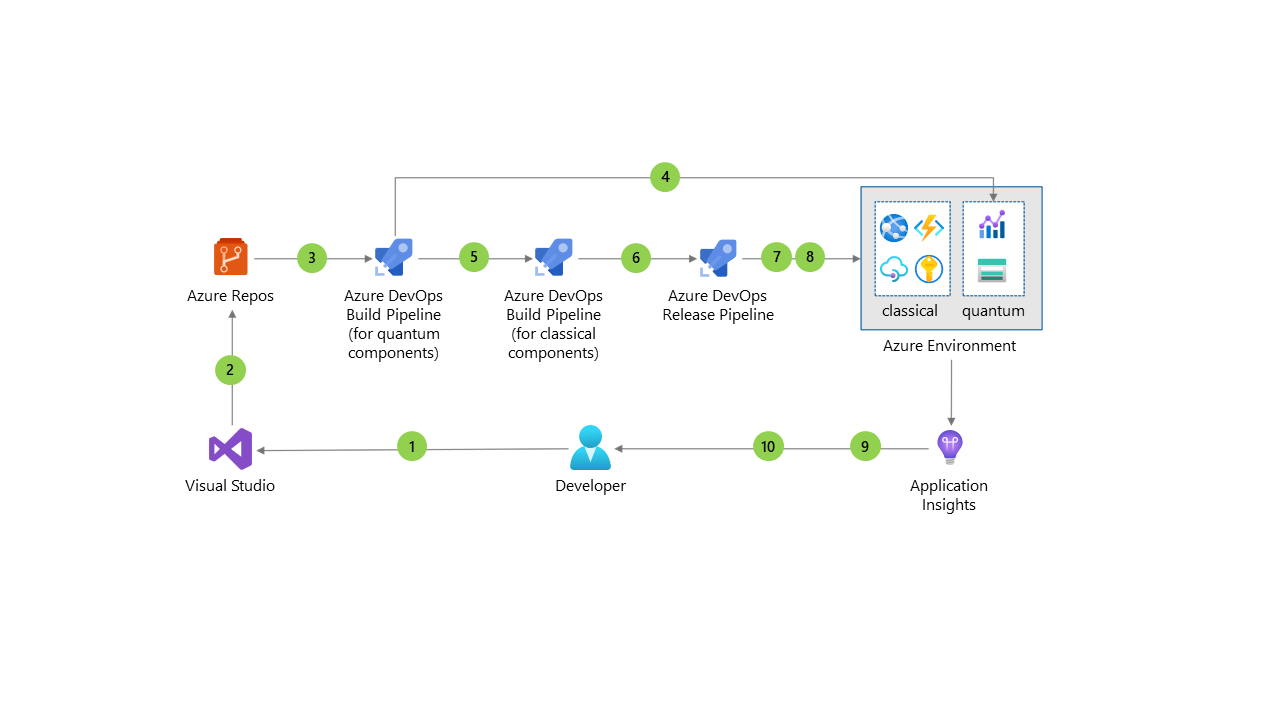 4
3
5
6
7
8
Azure Repos
Azure DevOps
Build Pipeline
(for quantum
components)
Azure DevOps
Build Pipeline
(for classical
components)
Azure DevOps
Release Pipeline
classical
quantum
Azure Environment
2
1
10
9
Visual Studio
Developer
Application
Insights